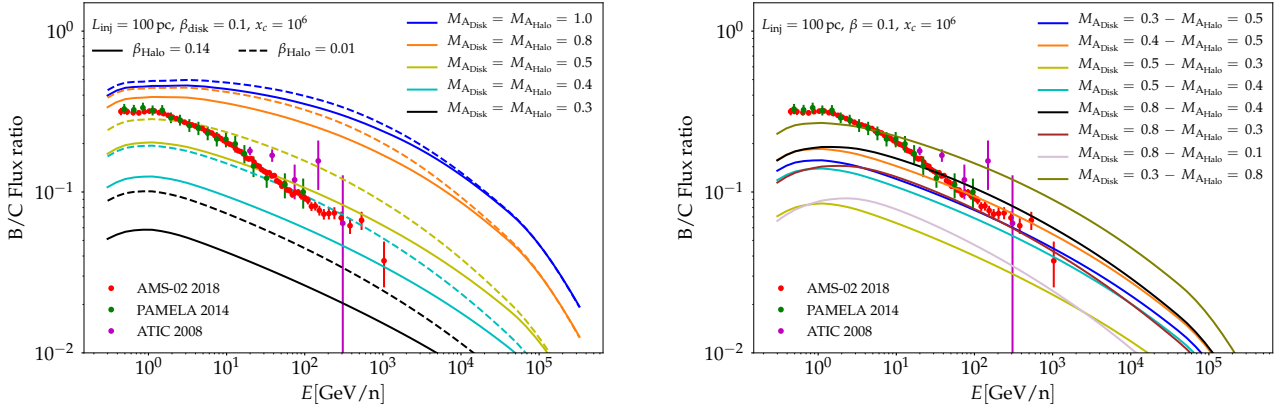 L_inj = 100 pc, β_disk = 0.1, x_c = 10^6
β_Halo = 0.14 β_Halo = 0.01
M_A_Disk = M_A_Halo = 1.0
M_A_Disk = M_A_Halo = 0.8
M_A_Disk = M_A_Halo = 0.5
M_A_Disk = M_A_Halo = 0.4
M_A_Disk = M_A_Halo = 0.3
AMS-02 2018
PAMELA 2014
ATIC 2008
B/C Flux ratio
10^0
10^-1
10^-2
10^0 10^1 10^2 10^3 10^4 10^5
E[GeV/n]
L_inj = 100 pc, β = 0.1, x_c = 10^6
M_A_Disk = 0.3 − M_A_Halo = 0.5
M_A_Disk = 0.4 − M_A_Halo = 0.5
M_A_Disk = 0.5 − M_A_Halo = 0.3
M_A_Disk = 0.5 − M_A_Halo = 0.4
M_A_Disk = 0.8 − M_A_Halo = 0.4
M_A_Disk = 0.8 − M_A_Halo = 0.3
M_A_Disk = 0.8 − M_A_Halo = 0.1
M_A_Disk = 0.3 − M_A_Halo = 0.8
AMS-02 2018
PAMELA 2014
ATIC 2008
B/C Flux ratio
10^0
10^-1
10^-2
10^0 10^1 10^2 10^3 10^4 10^5
E[GeV/n]